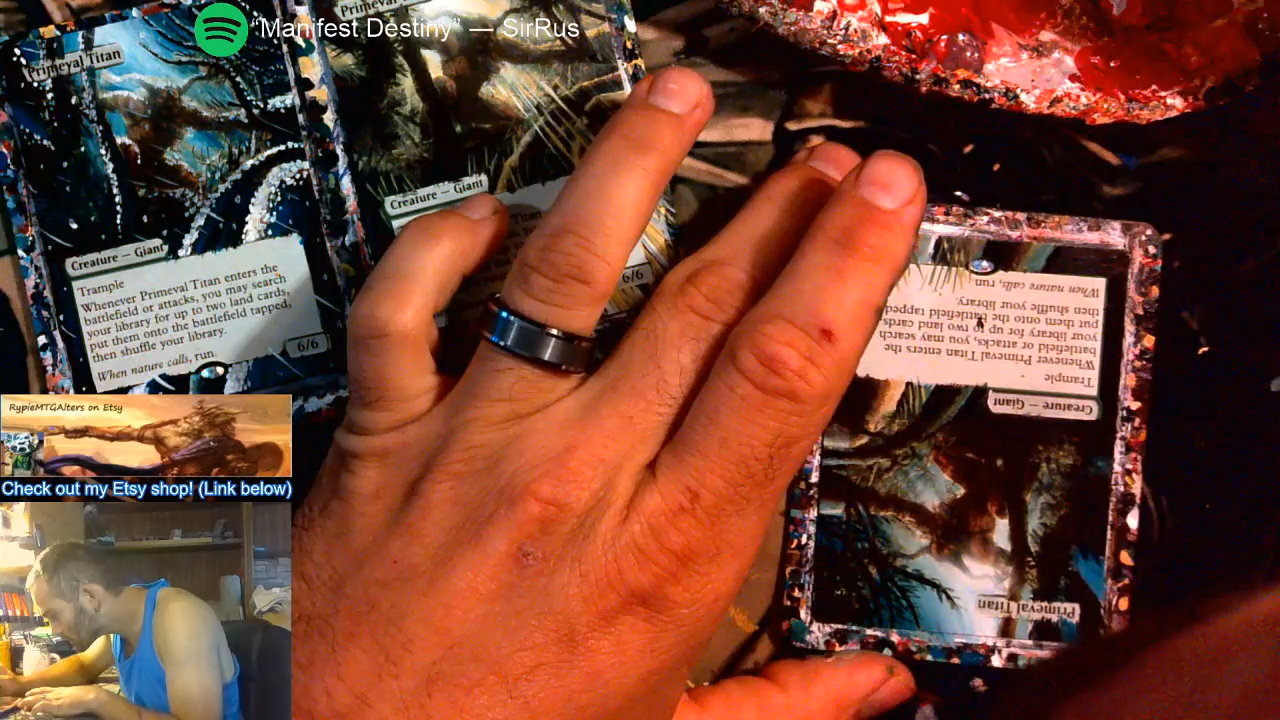 "Manifest Destiny" — SirRus
Primeval Titan
Primeval
Creature — Giant
Trample
Whenever Primeval Titan enters the
battlefield or attacks, you may search
your library for up to two land cards,
put them onto the battlefield tapped,
then shuffle your library.
When nature calls, run.
6/6
Creature — Giant
Titan
6/6
Primeval Titan
Creature — Giant
Trample
Whenever Primeval Titan enters the
battlefield or attacks, you may search
your library for up to two land cards,
put them onto the battlefield tapped,
then shuffle your library.
When nature calls, run.
RypieMTGAlters on Etsy
Check out my Etsy shop! (Link below)